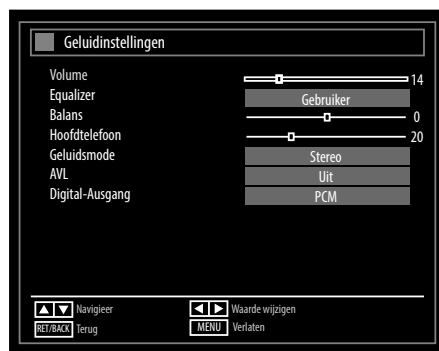 Geluidinstellingen
Volume 14
Equalizer Gebruiker
Balans 0
Hoofdtelefoon 20
Geluidsmode Stereo
AVL Uit
Digital-Ausgang PCM
Navigieer Waarde wijzigen
RET/BACK Terug MENU Verlaten